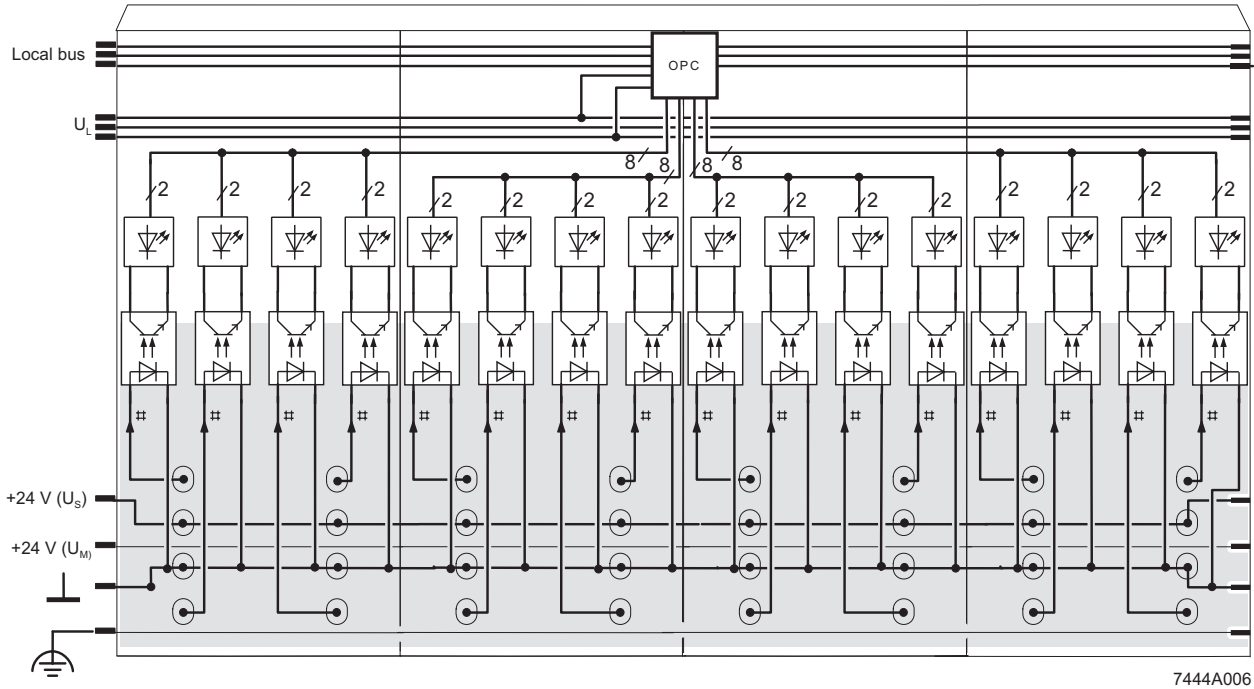 Local bus
OPC
U_L
8 8 8 8
2 2 2 2 2 2 2 2 2 2 2 2 2 2 2 2
# # # # # # # # # #
+24 V (U_S)
+24 V (U_M)
7444A006